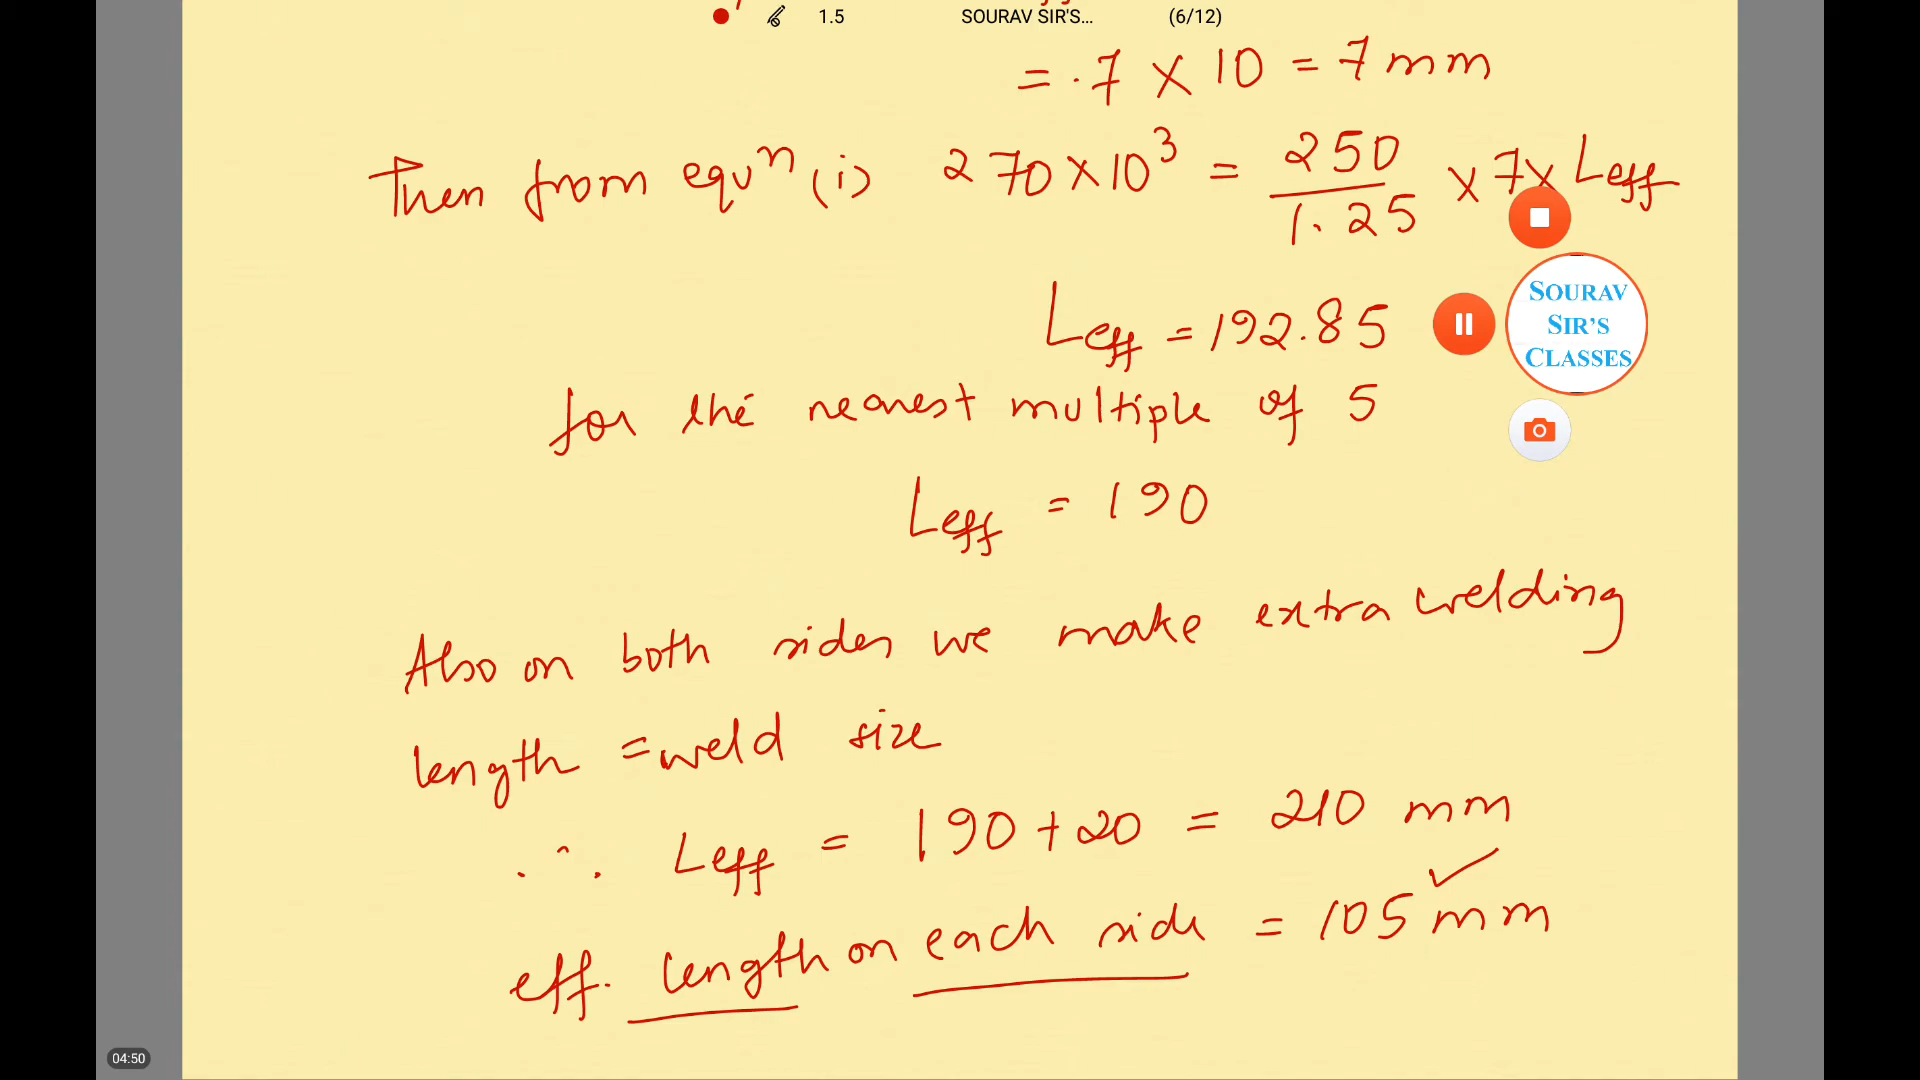 1.5 SOURAV SIR'S... (6/12)
= .7 × 10 = 7 mm
Then from equⁿ (i) 270×10³ = 250/1.25 × 7× Leff
Leff = 192.85
SOURAV
SIR'S
CLASSES
for the nearest multiple of 5
Leff = 190
Also on both sides we make extra welding
length = weld size
∴ Leff = 190 + 20 = 210 mm
eff. length on each side = 105 mm ✓
04:50